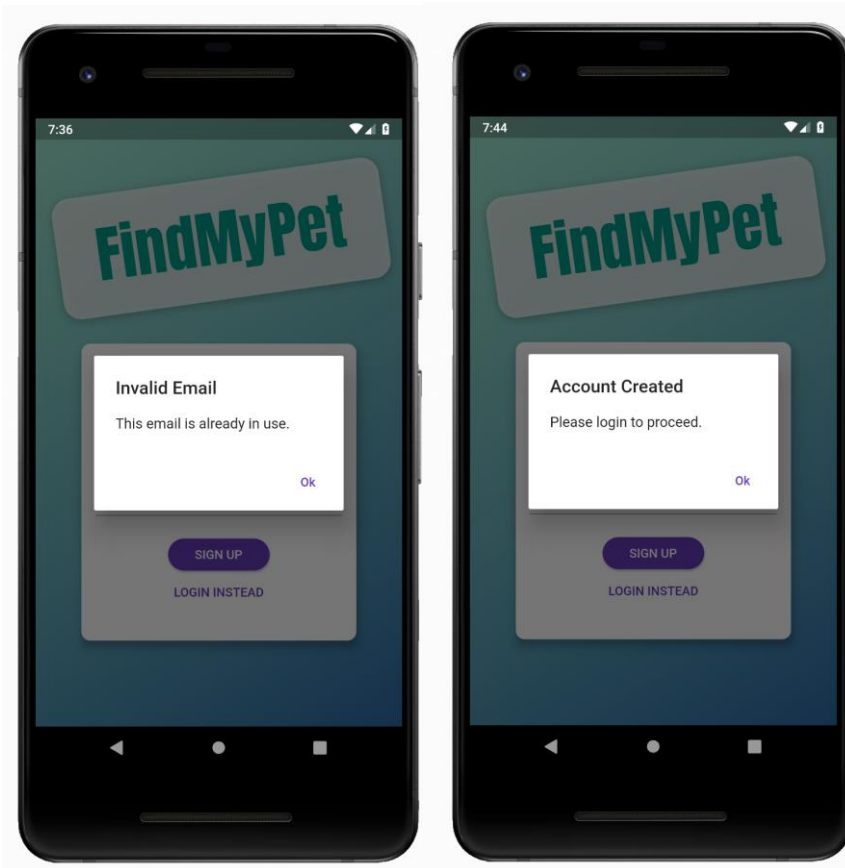 7:36
FindMyPet
Invalid Email
This email is already in use.
Ok
SIGN UP
LOGIN INSTEAD
7:44
FindMyPet
Account Created
Please login to proceed.
Ok
SIGN UP
LOGIN INSTEAD